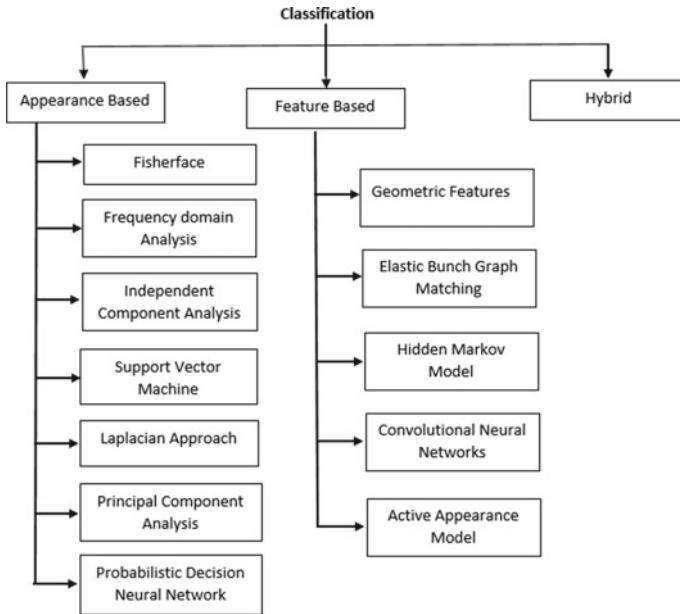 Classification
Appearance Based
Fisherface
Frequency domain
Analysis
Independent
Component Analysis
Support Vector
Machine
Laplacian Approach
Principal Component
Analysis
Probabilistic Decision
Neural Network
Feature Based
Geometric Features
Elastic Bunch Graph
Matching
Hidden Markov
Model
Convolutional Neural
Networks
Active Appearance
Model
Hybrid